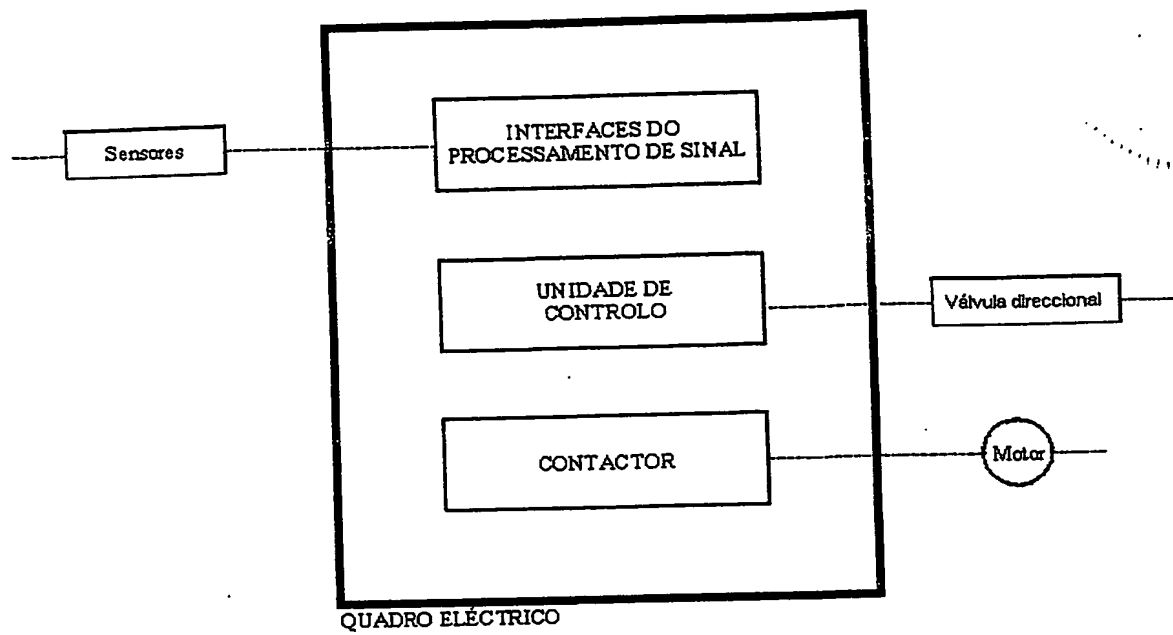 Sensores
INTERFACES DO
PROCESSAMENTO DE SINAL
UNIDADE DE
CONTROLO
Válvula direccional
CONTACTOR
Motor
QUADRO ELÉCTRICO